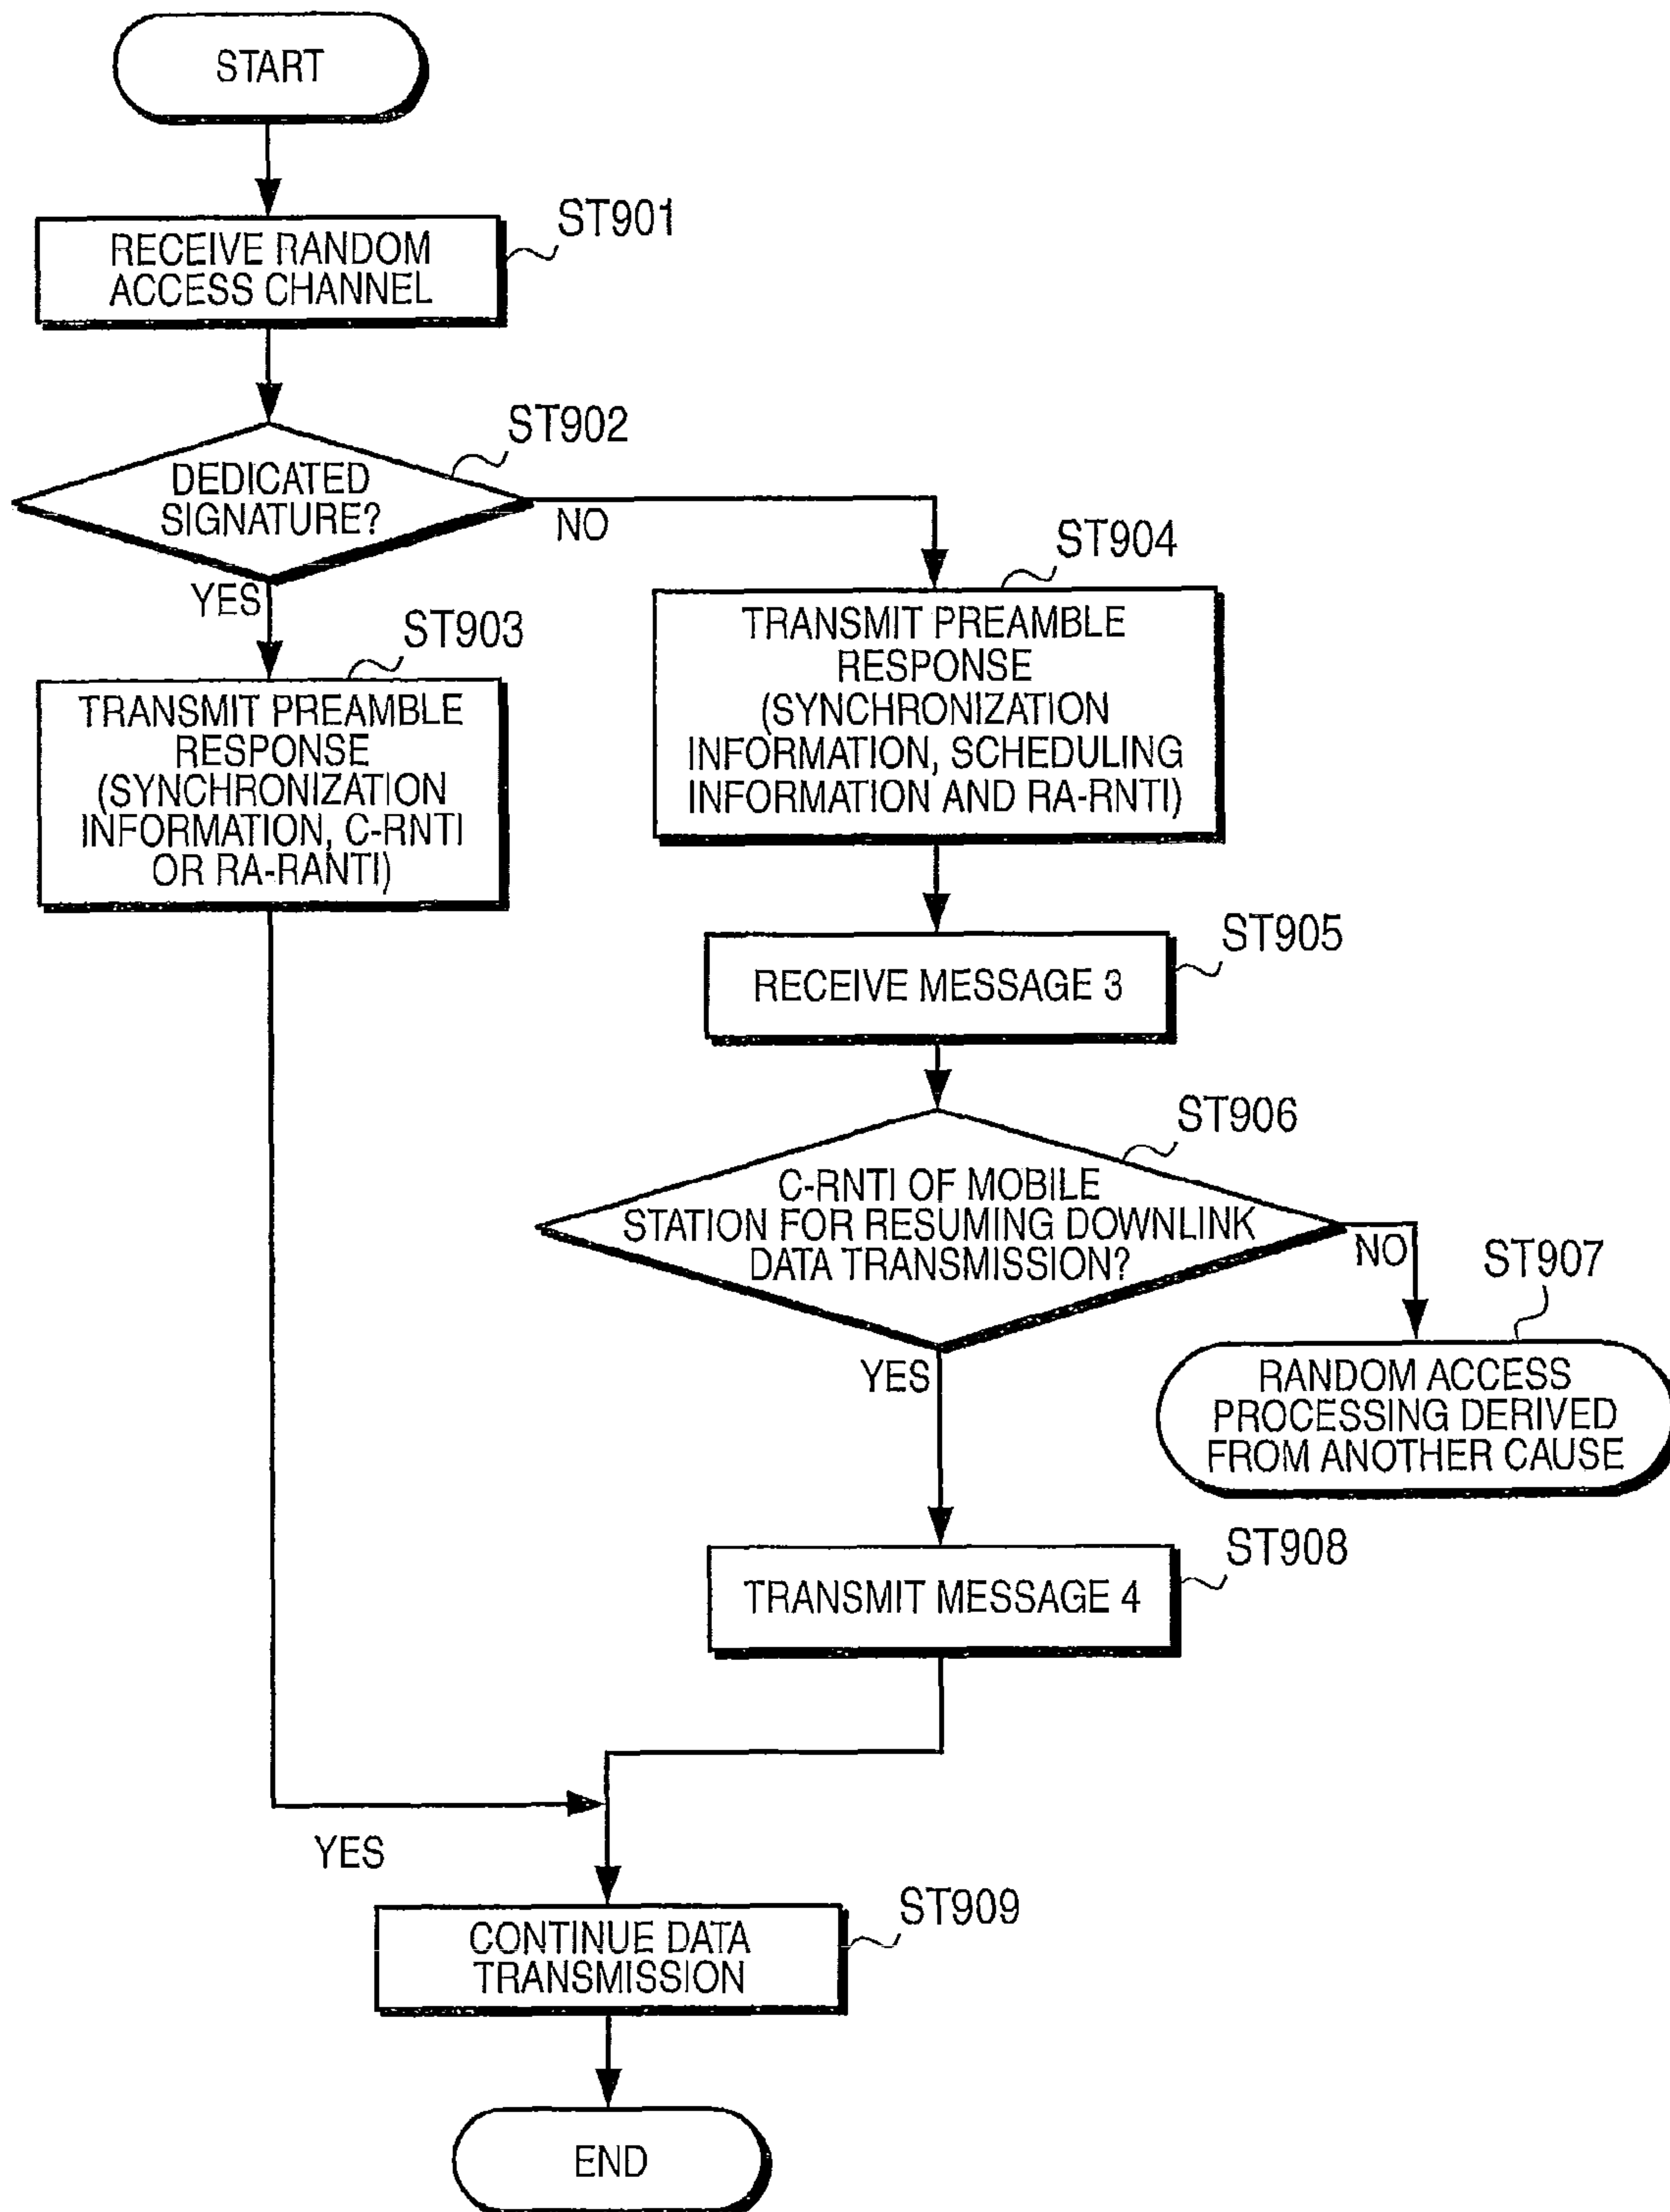 START
ST901
RECEIVE RANDOM
ACCESS CHANNEL
ST902
DEDICATED
SIGNATURE?
NO
YES
ST903
TRANSMIT PREAMBLE
RESPONSE
(SYNCHRONIZATION
INFORMATION, C-RNTI
OR RA-RANTI)
ST904
TRANSMIT PREAMBLE
RESPONSE
(SYNCHRONIZATION
INFORMATION, SCHEDULING
INFORMATION AND RA-RNTI)
ST905
RECEIVE MESSAGE 3
ST906
C-RNTI OF MOBILE
STATION FOR RESUMING DOWNLINK
DATA TRANSMISSION?
NO
YES
ST907
RANDOM ACCESS
PROCESSING DERIVED
FROM ANOTHER CAUSE
ST908
TRANSMIT MESSAGE 4
YES
ST909
CONTINUE DATA
TRANSMISSION
END